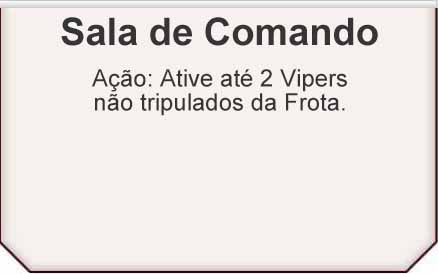 Sala de Comando
Ação: Ative até 2 Vipers
não tripulados da Frota.